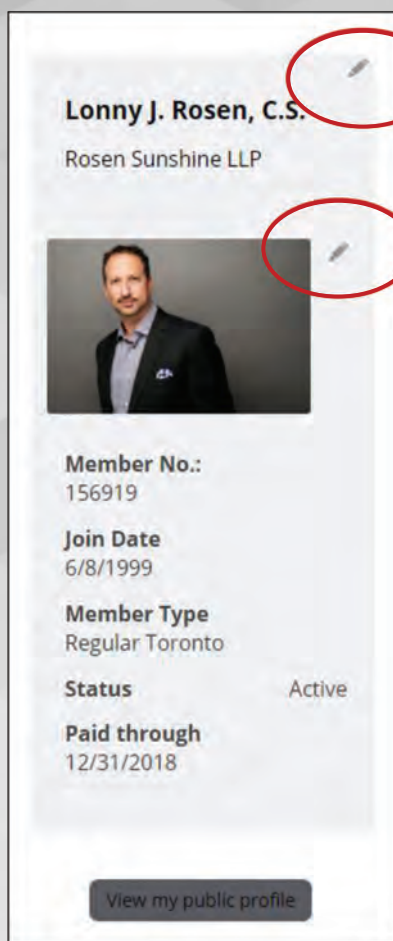 Lonny J. Rosen, C.S.
Rosen Sunshine LLP
Member No.:
156919
Join Date
6/8/1999
Member Type
Regular Toronto
Status Active
Paid through
12/31/2018
View my public profile